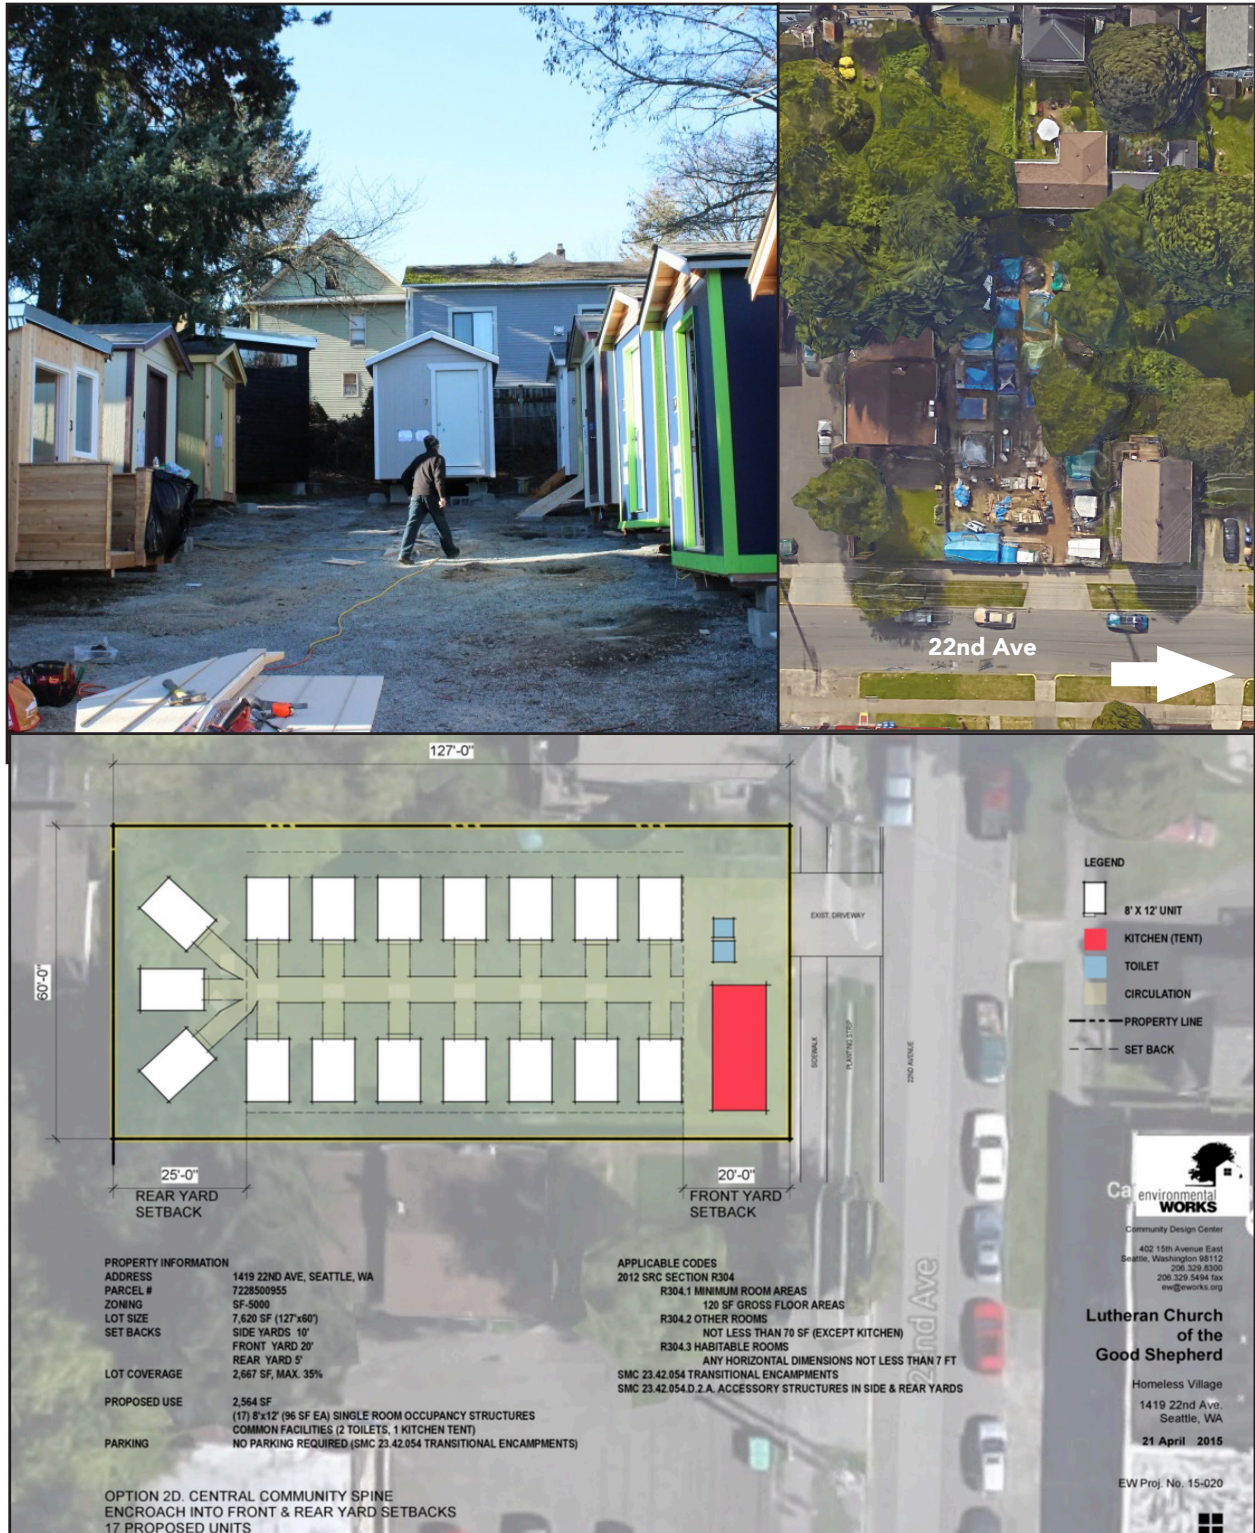 22nd Ave
127'-0"
LEGEND
8' X 12' UNIT
EXIST. DRIVEWAY
KITCHEN (TENT)
TOILET
60'-0"
CIRCULATION
PROPERTY LINE
SIDEWALK
PLANTING STRIP
22ND AVENUE
SET BACK
25'-0"
REAR YARD
SETBACK
20'-0"
FRONT YARD
SETBACK
Ca
environmental
WORKS
Community Design Center
402 15th Avenue East
Seattle, Washington 98112
206.329.8300
206.329.5494 fax
ew@eworks.org
Lutheran Church
of the
Good Shepherd
Homeless Village
1419 22nd Ave.
Seattle, WA
21 April 2015
EW Proj. No. 15-020
22nd Ave
PROPERTY INFORMATION
ADDRESS 1419 22ND AVE, SEATTLE, WA
PARCEL # 7228500955
ZONING SF-5000
LOT SIZE 7,620 SF (127'x60')
SET BACKS SIDE YARDS 10'
FRONT YARD 20'
REAR YARD 5'
LOT COVERAGE 2,667 SF, MAX. 35%
PROPOSED USE 2,564 SF
(17) 8'x12' (96 SF EA) SINGLE ROOM OCCUPANCY STRUCTURES
COMMON FACILITIES (2 TOILETS, 1 KITCHEN TENT)
PARKING NO PARKING REQUIRED (SMC 23.42.054 TRANSITIONAL ENCAMPMENTS)
APPLICABLE CODES
2012 SRC SECTION R304
R304.1 MINIMUM ROOM AREAS
120 SF GROSS FLOOR AREAS
R304.2 OTHER ROOMS
NOT LESS THAN 70 SF (EXCEPT KITCHEN)
R304.3 HABITABLE ROOMS
ANY HORIZONTAL DIMENSIONS NOT LESS THAN 7 FT
SMC 23.42.054 TRANSITIONAL ENCAMPMENTS
SMC 23.42.054.D.2.A. ACCESSORY STRUCTURES IN SIDE & REAR YARDS
OPTION 2D. CENTRAL COMMUNITY SPINE
ENCROACH INTO FRONT & REAR YARD SETBACKS
17 PROPOSED UNITS